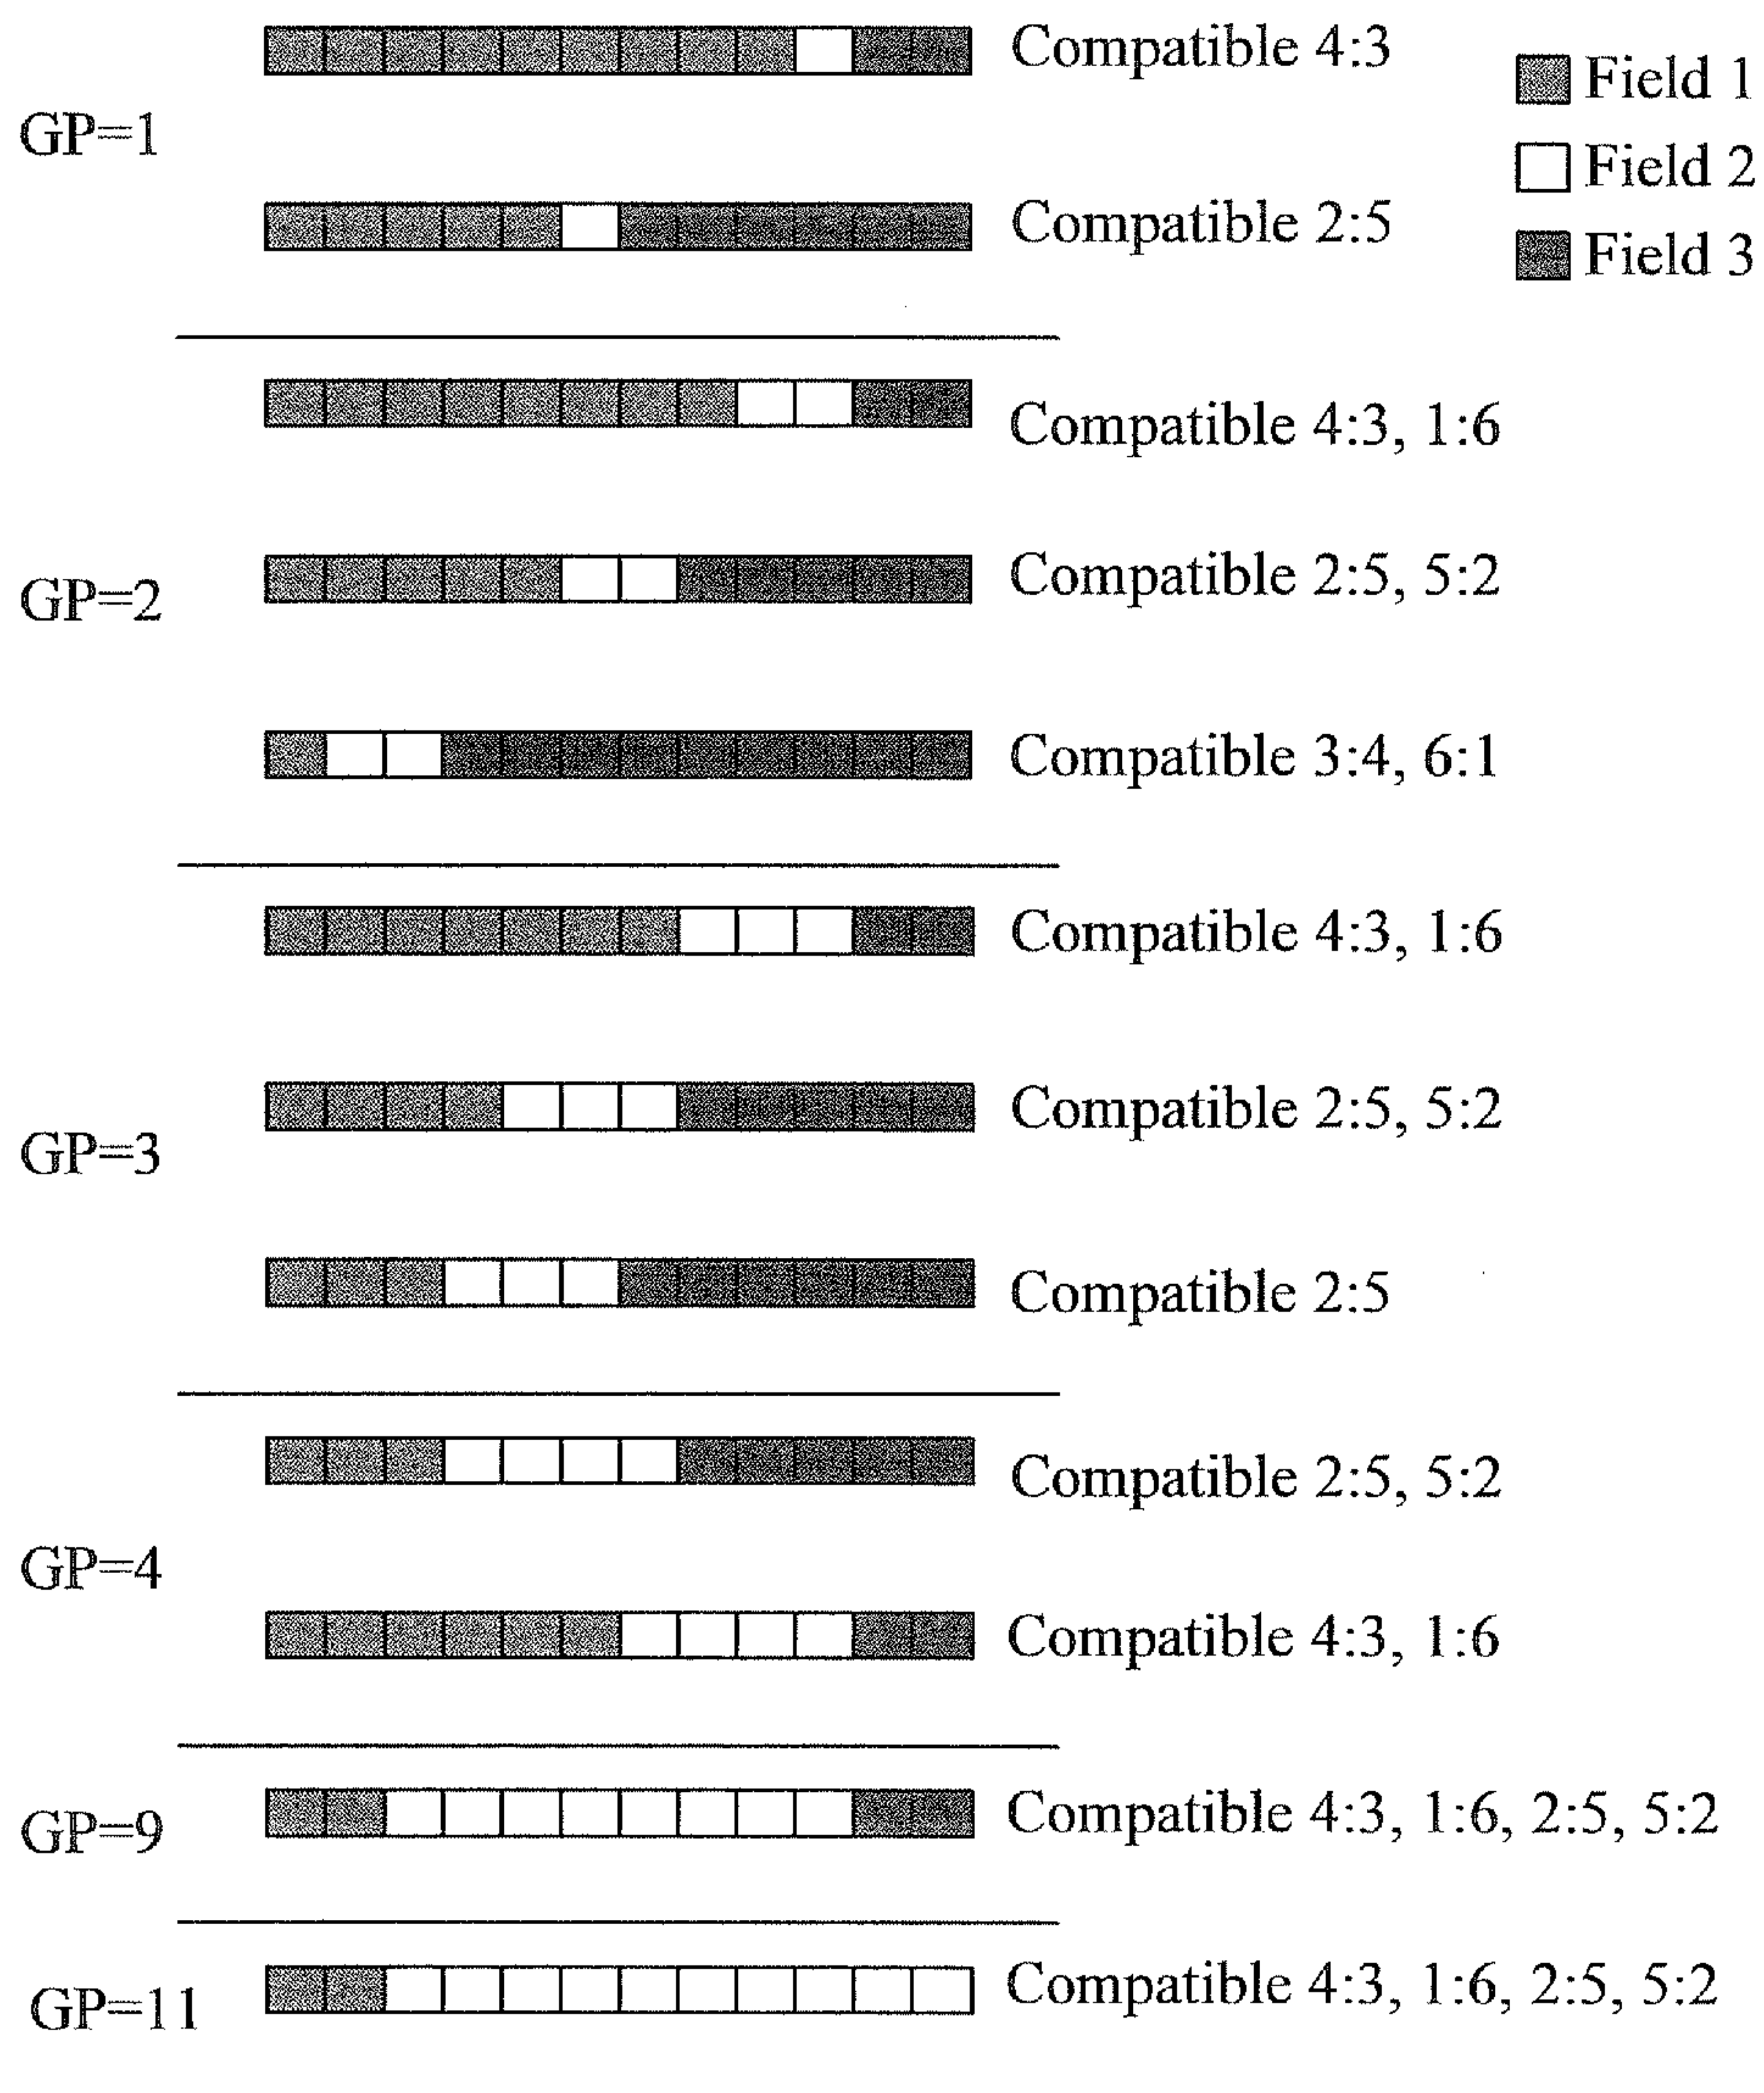 Compatible 4:3
Field 1
GP=1
Field 2
Compatible 2:5
Field 3
Compatible 4:3, 1:6
GP=2
Compatible 2:5, 5:2
Compatible 3:4, 6:1
Compatible 4:3, 1:6
Compatible 2:5, 5:2
GP=3
Compatible 2:5
Compatible 2:5, 5:2
GP=4
Compatible 4:3, 1:6
GP=9
Compatible 4:3, 1:6, 2:5, 5:2
GP=11
Compatible 4:3, 1:6, 2:5, 5:2